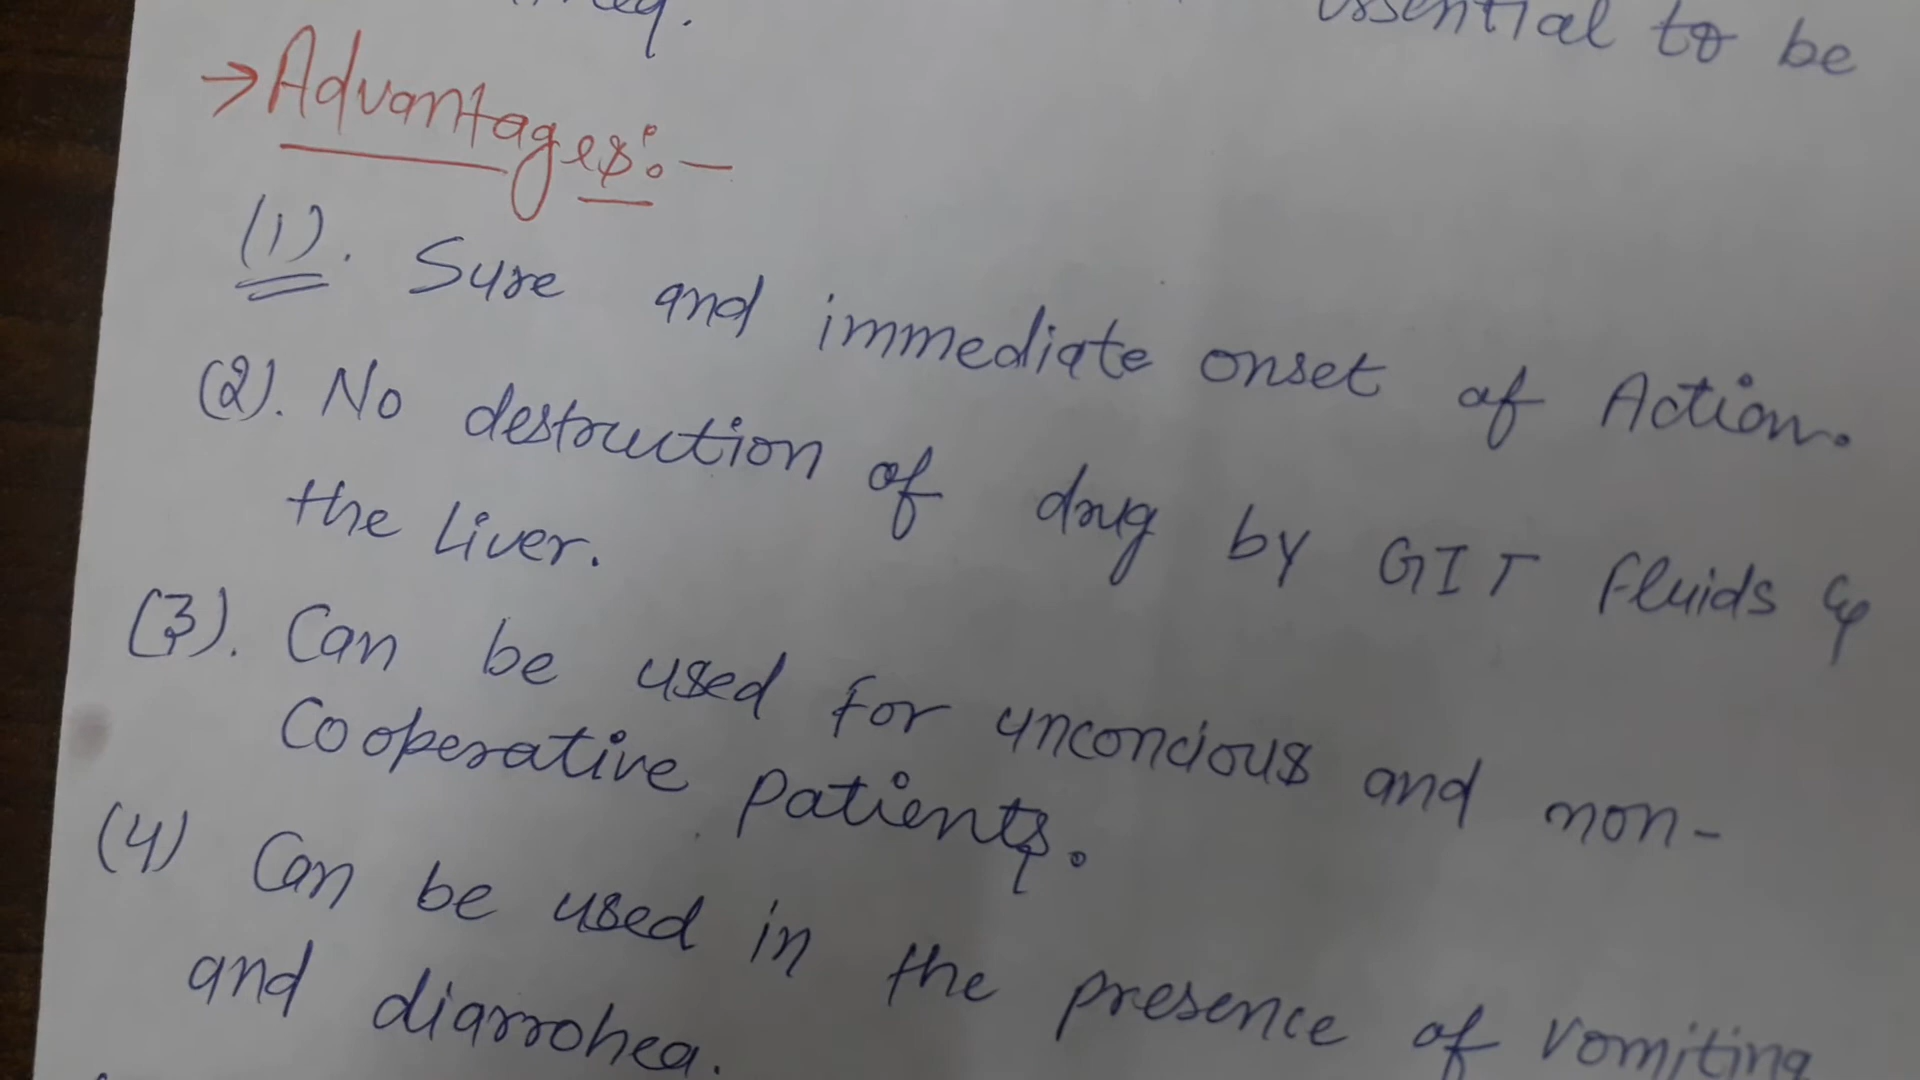 essential to be
→ Advantages:-
(1). Sure and immediate onset of Action.
(2). No destruction of drug by GIT fluids &
the Liver.
(3). Can be used for unconcious and non-
Cooperative patients.
(4) Can be used in the presence of vomiting
and diarrohea.